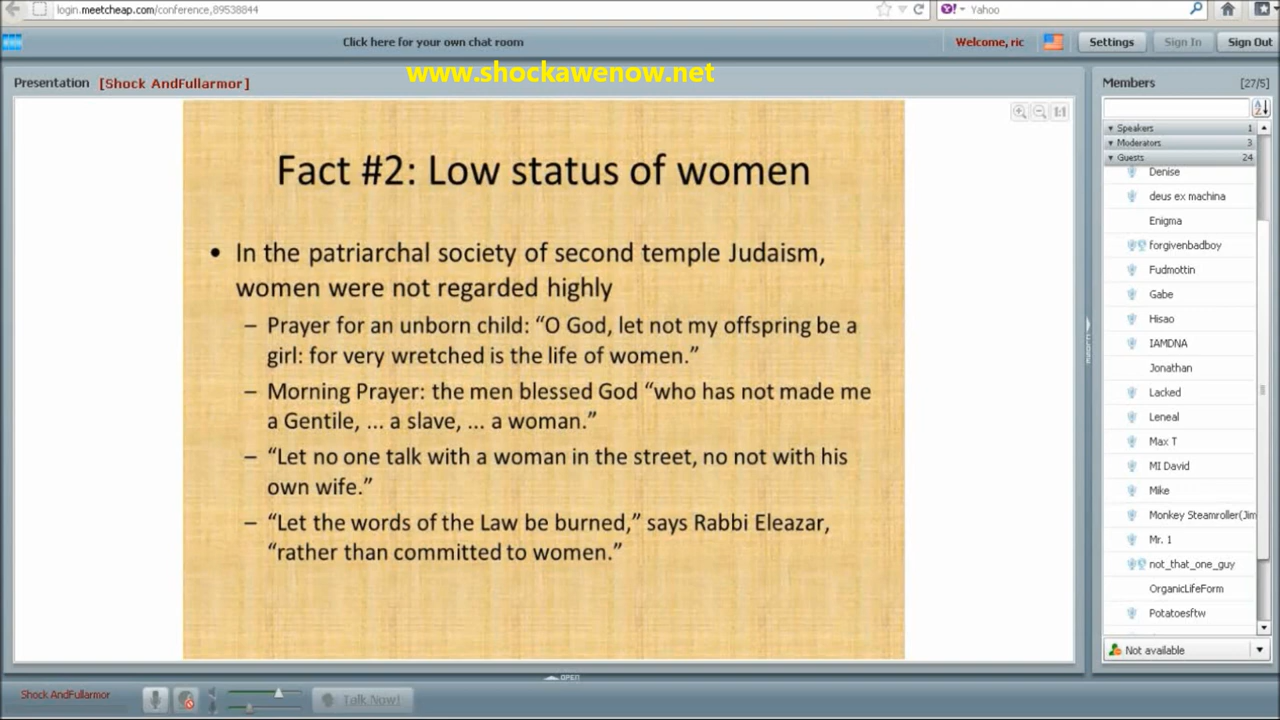 login.meetcheap.com/conference,89538844
Yahoo
Click here for your own chat room
Welcome, ric
Settings
Sign In
Sign Out
www.shockawenow.net
Presentation [Shock AndFullarmor]
Members [27/5]
Speakers 1
Moderators 3
Guests 24
Denise
deus ex machina
Enigma
forgivenbadboy
Fudmottin
Gabe
Hisao
IAMDNA
Jonathan
Lacked
Leneal
Max T
MI David
Mike
Monkey Steamroller(Jim
Mr. 1
not_that_one_guy
OrganicLifeForm
Potatoesftw
Not available
Fact #2: Low status of women
• In the patriarchal society of second temple Judaism,
women were not regarded highly
– Prayer for an unborn child: “O God, let not my offspring be a
girl: for very wretched is the life of women.”
– Morning Prayer: the men blessed God “who has not made me
a Gentile, ... a slave, ... a woman.”
– “Let no one talk with a woman in the street, no not with his
own wife.”
– “Let the words of the Law be burned,” says Rabbi Eleazar,
“rather than committed to women.”
OPEN
Shock AndFullarmor
Talk Now!